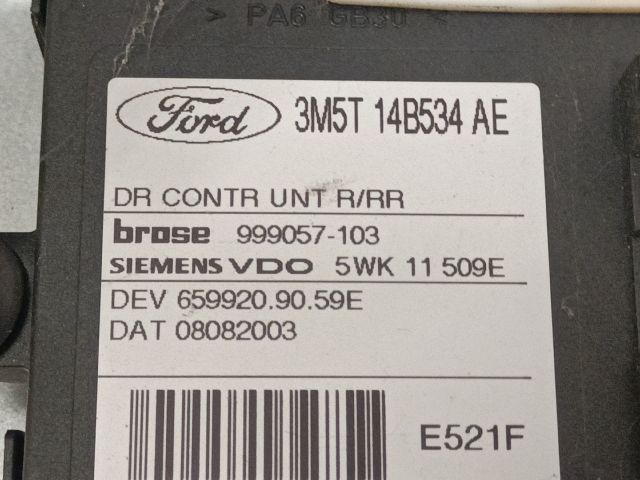 > PA6 GB30 <
Ford 3M5T 14B534 AE
DR CONTR UNT R/RR
brose 999057-103
SIEMENS VDO 5WK 11 509E
DEV 659920.90.59E
DAT 08082003
E521F